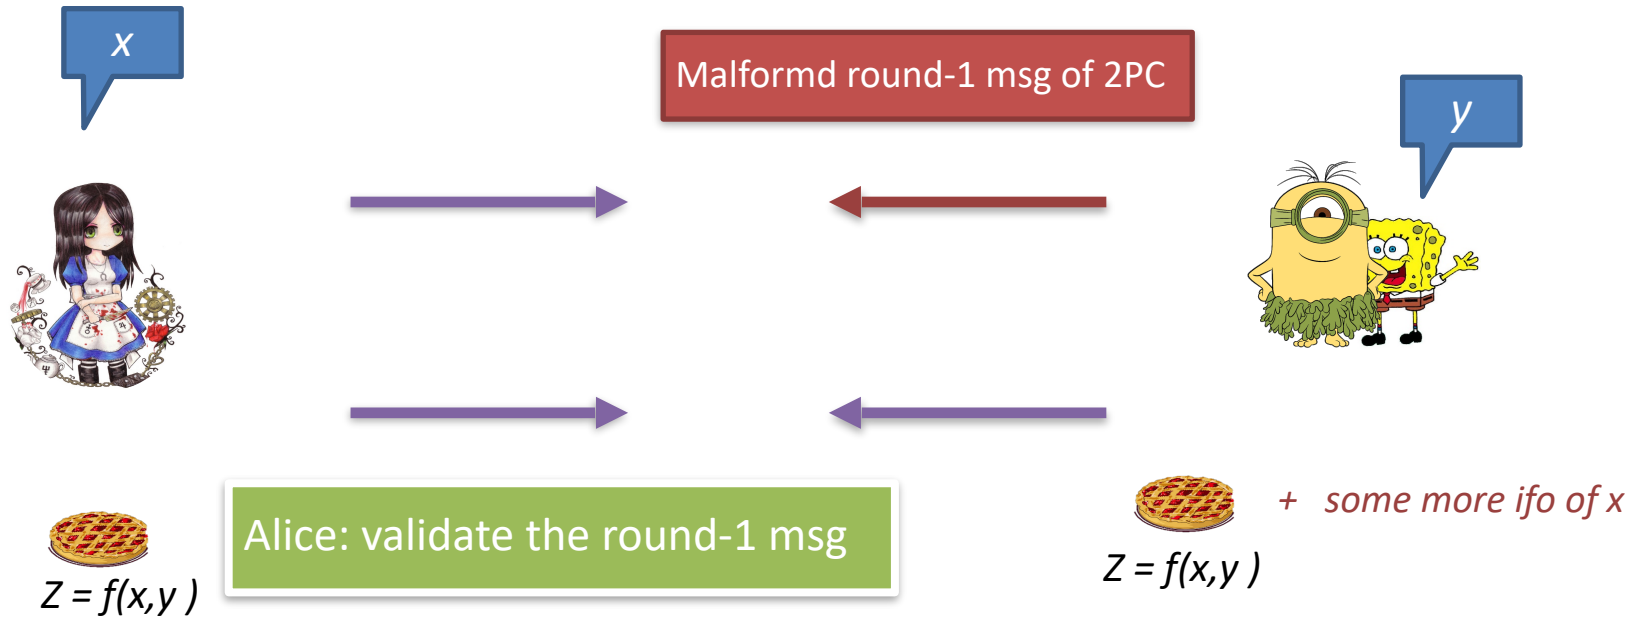 x
Malformd round-1 msg of 2PC
y
Alice: validate the round-1 msg
+ some more ifo of x
Z = f(x,y )
Z = f(x,y )